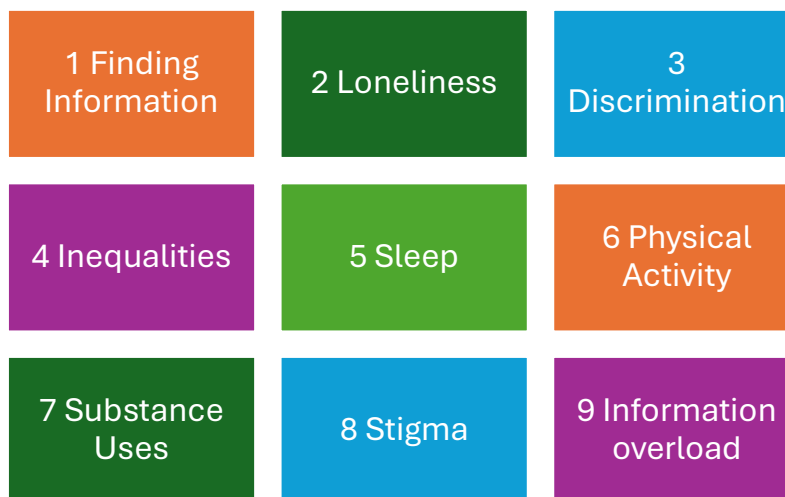 1 Finding
Information
2 Loneliness
3
Discrimination
4 Inequalities
5 Sleep
6 Physical
Activity
7 Substance
Uses
8 Stigma
9 Information
overload